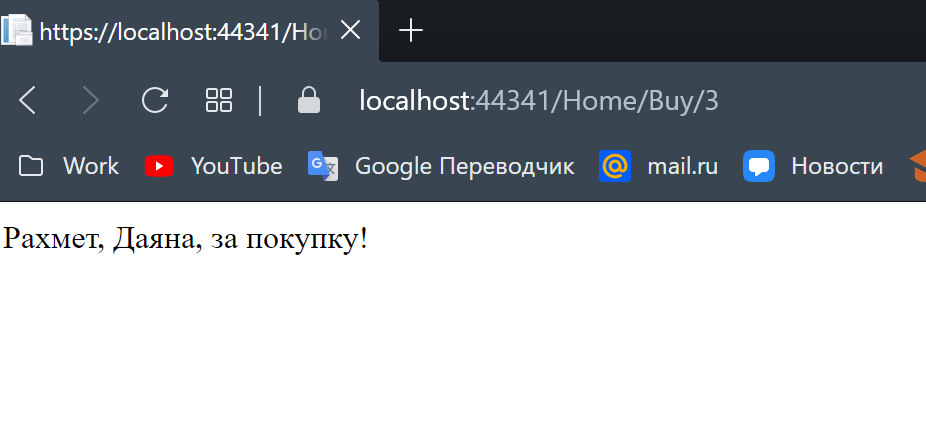 https://localhost:44341/Hom
localhost:44341/Home/Buy/3
Work YouTube Google Переводчик mail.ru Новости
Рахмет, Даяна, за покупку!